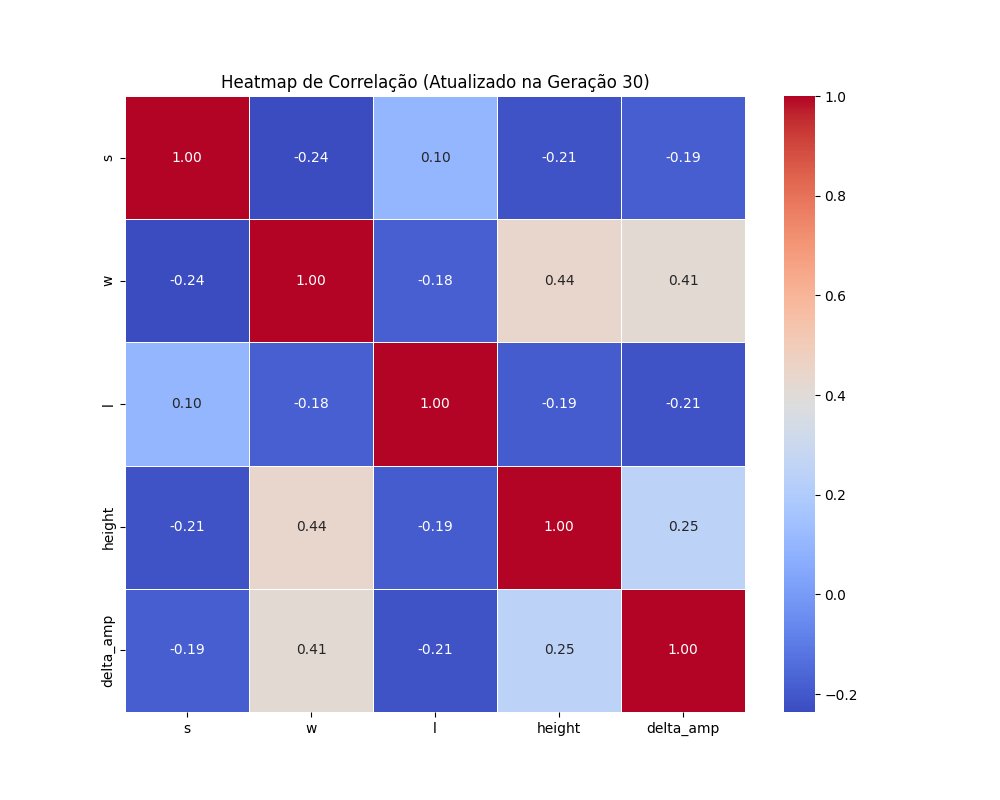 Heatmap de Correlação (Atualizado na Geração 30)
s 1.00 -0.24 0.10 -0.21 -0.19
w -0.24 1.00 -0.18 0.44 0.41
l 0.10 -0.18 1.00 -0.19 -0.21
height -0.21 0.44 -0.19 1.00 0.25
delta_amp -0.19 0.41 -0.21 0.25 1.00
s w l height delta_amp
1.0
0.8
0.6
0.4
0.2
0.0
−0.2